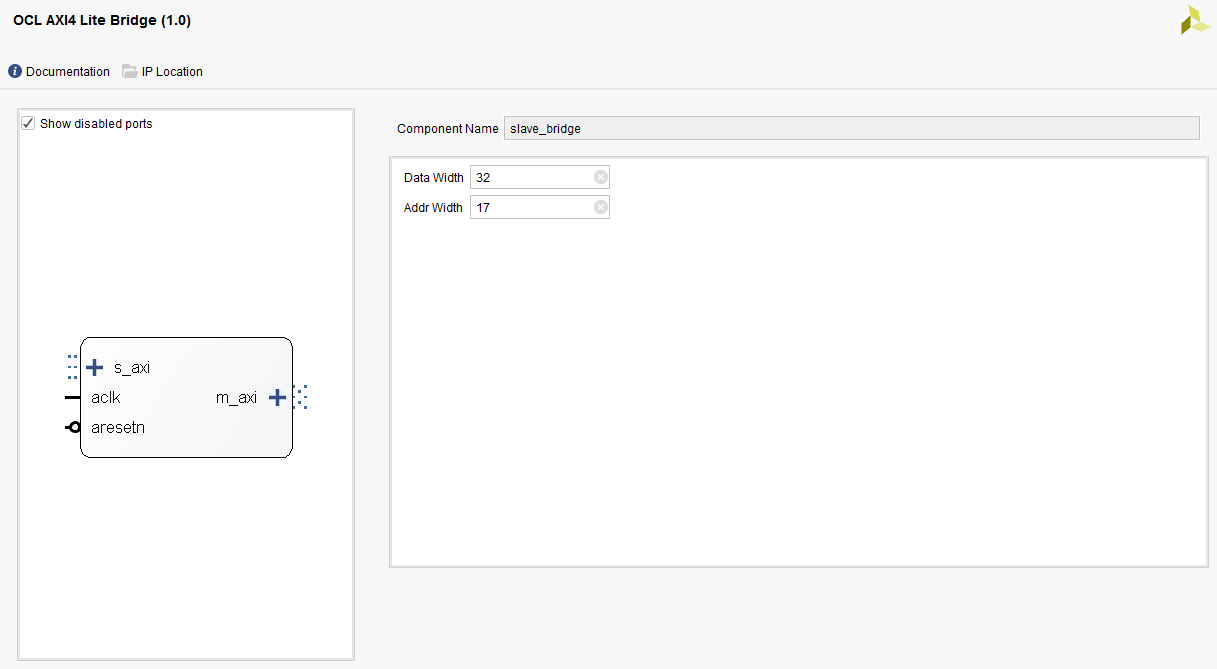 OCL AXI4 Lite Bridge (1.0)
Documentation IP Location
Show disabled ports
s_axi
aclk m_axi
aresetn
Component Name slave_bridge
Data Width 32
Addr Width 17